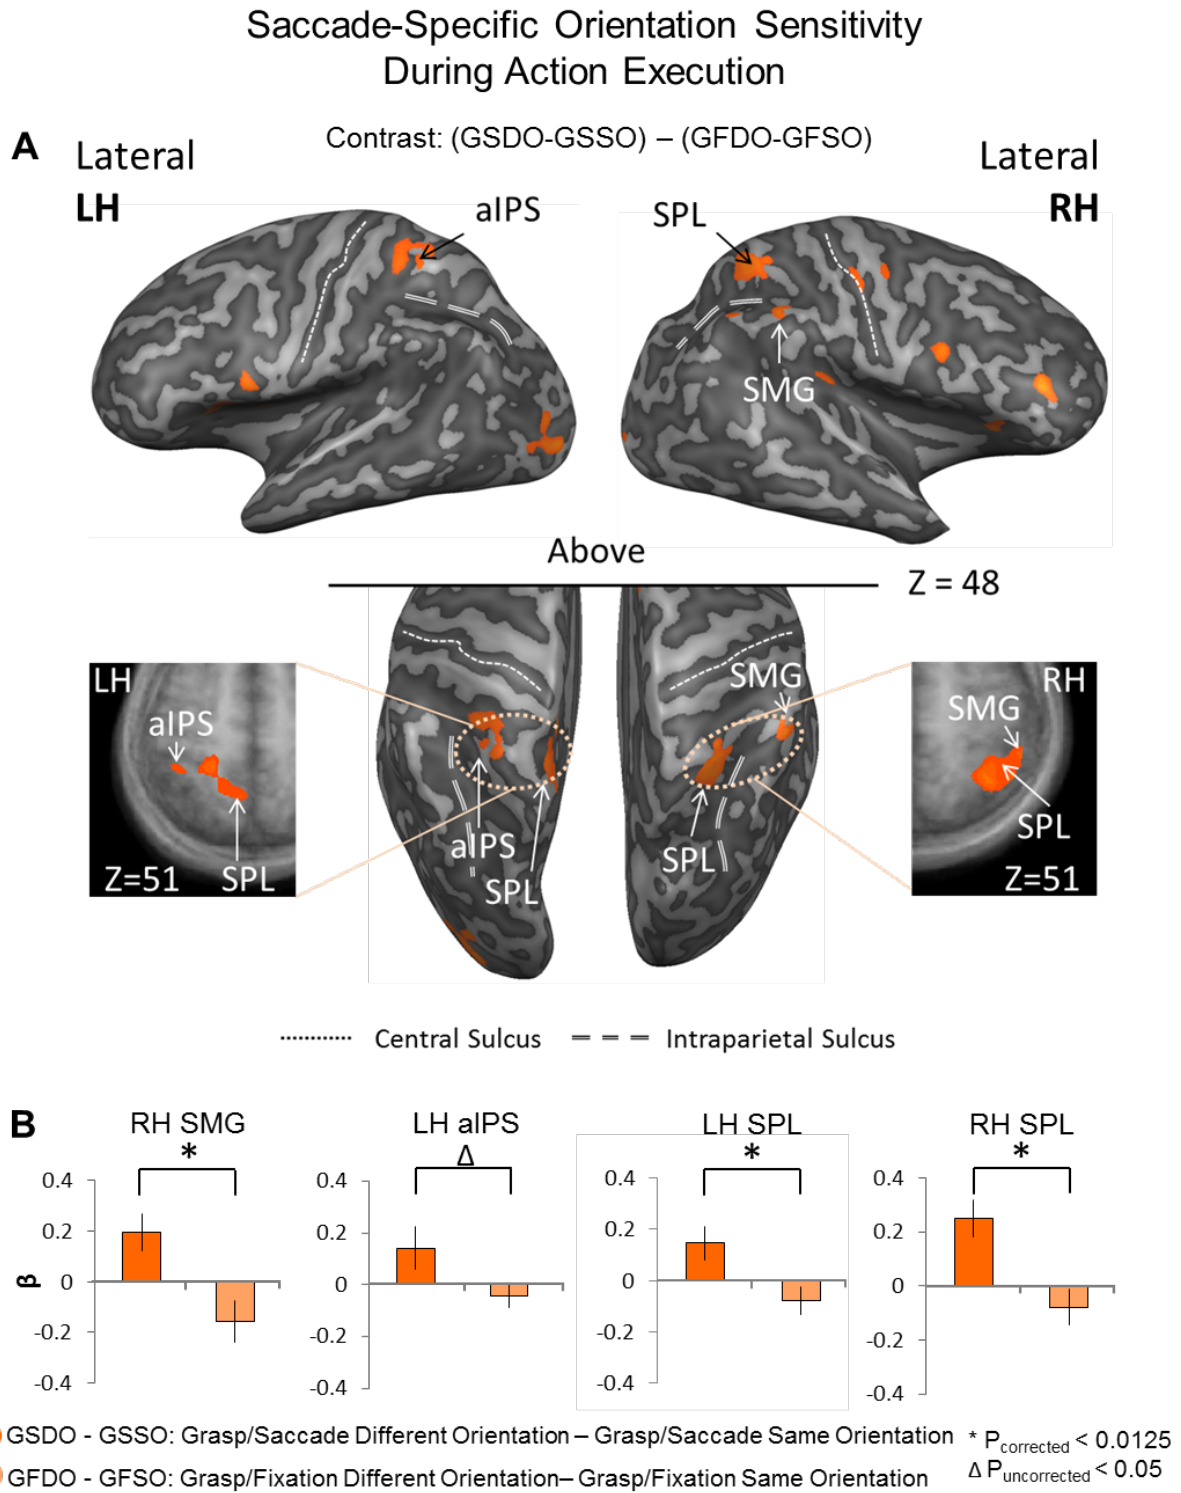 Saccade-Specific Orientation Sensitivity
During Action Execution
A
Contrast: (GSDO-GSSO) – (GFDO-GFSO)
Lateral
LH
Lateral
RH
aIPS
SPL
SMG
Above
Z = 48
LH
aIPS
Z=51
SPL
aIPS
SPL
SMG
SPL
RH
SMG
SPL
Z=51
Central Sulcus
Intraparietal Sulcus
B
RH SMG
*
0.4
0.2
0
-0.2
-0.4
β
LH aIPS
Δ
0.4
0.2
0
-0.2
-0.4
LH SPL
*
0.4
0.2
0
-0.2
-0.4
RH SPL
*
0.4
0.2
0
-0.2
-0.4
GSDO - GSSO: Grasp/Saccade Different Orientation – Grasp/Saccade Same Orientation
* Pcorrected < 0.0125
GFDO - GFSO: Grasp/Fixation Different Orientation– Grasp/Fixation Same Orientation
Δ Puncorrected < 0.05